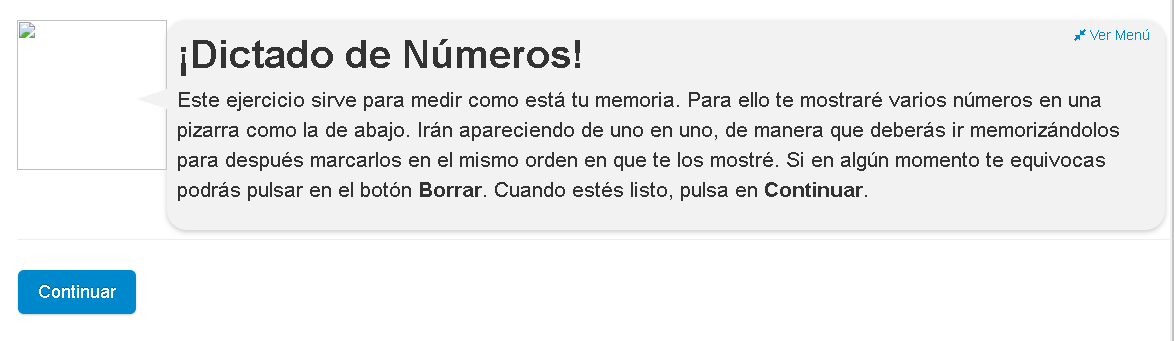 Ver Menú
¡Dictado de Números!
Este ejercicio sirve para medir como está tu memoria. Para ello te mostraré varios números en una
pizarra como la de abajo. Irán apareciendo de uno en uno, de manera que deberás ir memorizándolos
para después marcarlos en el mismo orden en que te los mostré. Si en algún momento te equivocas
podrás pulsar en el botón Borrar. Cuando estés listo, pulsa en Continuar.
Continuar